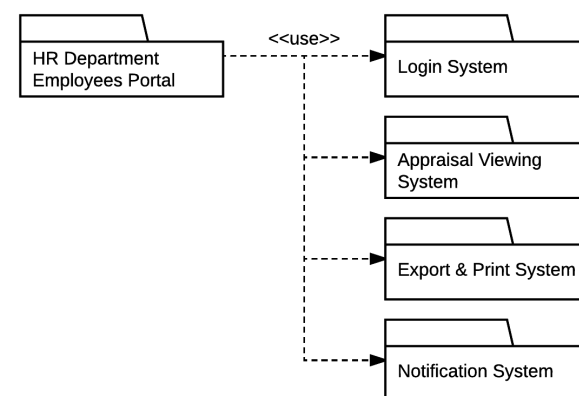 <<use>>
HR Department
Employees Portal
Login System
Appraisal Viewing
System
Export & Print System
Notification System